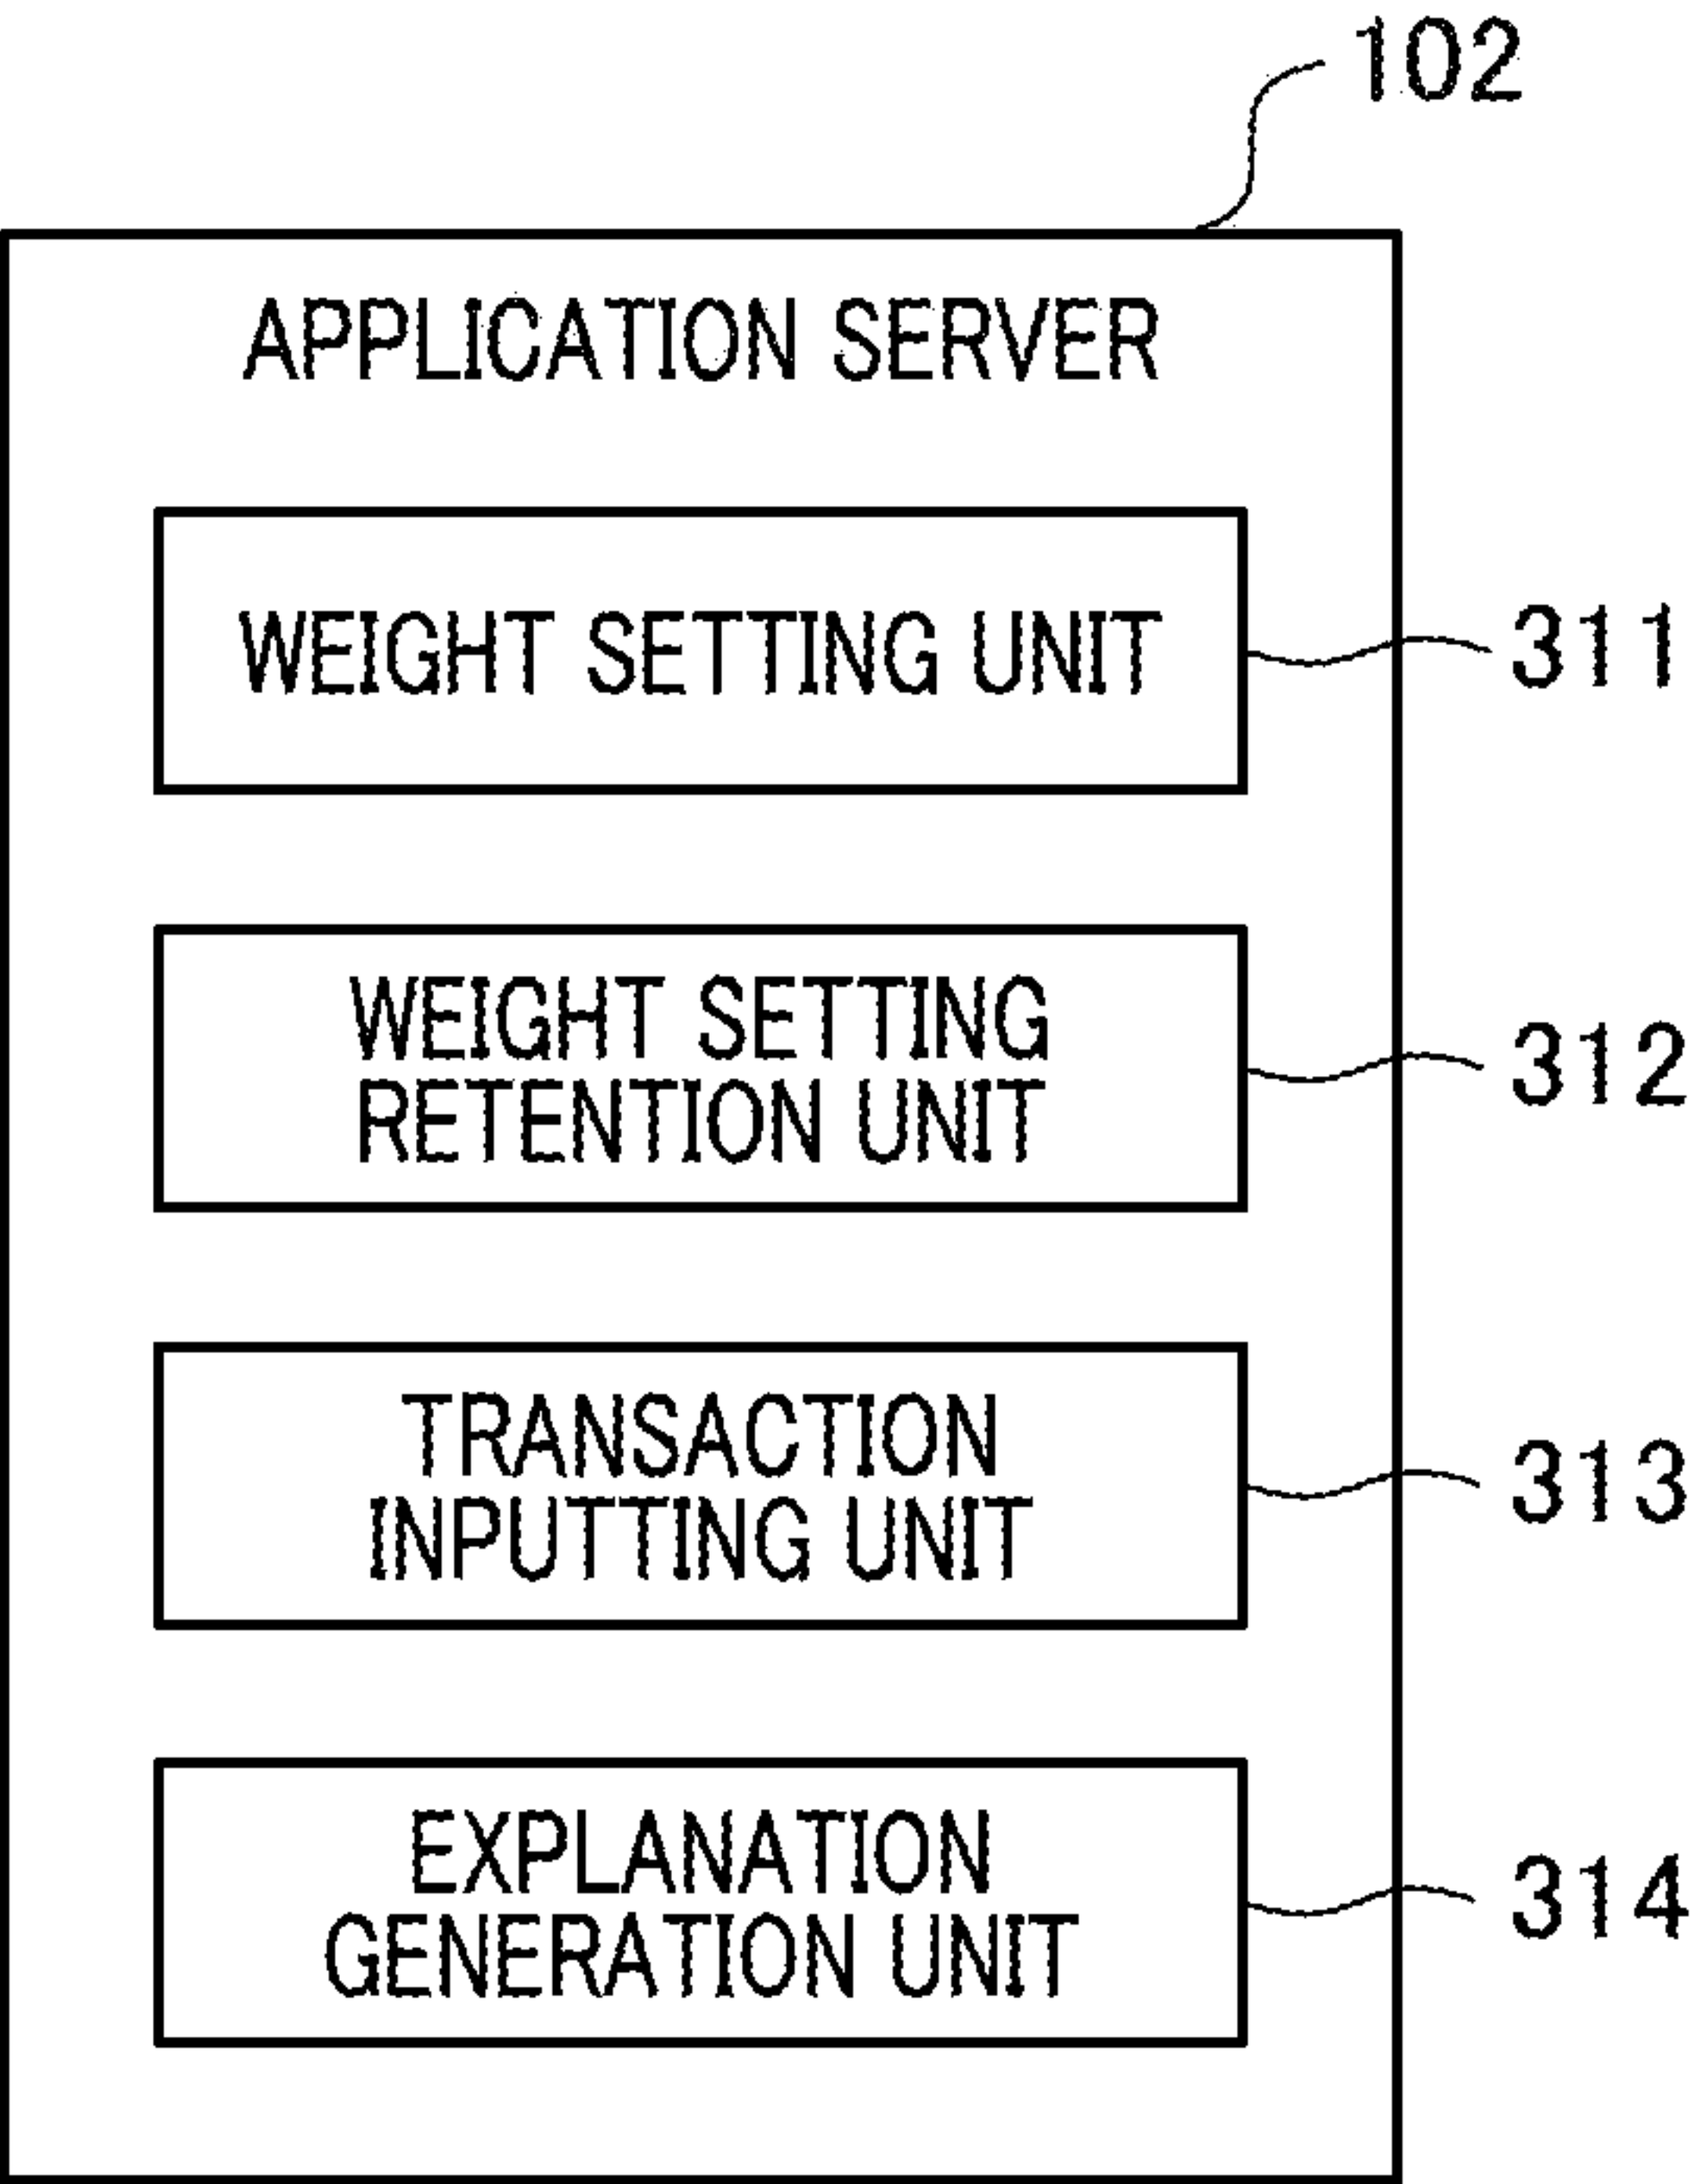 102
APPLICATION SERVER
WEIGHT SETTING UNIT
311
WEIGHT SETTING
RETENTION UNIT
312
TRANSACTION
INPUTTING UNIT
313
EXPLANATION
GENERATION UNIT
314